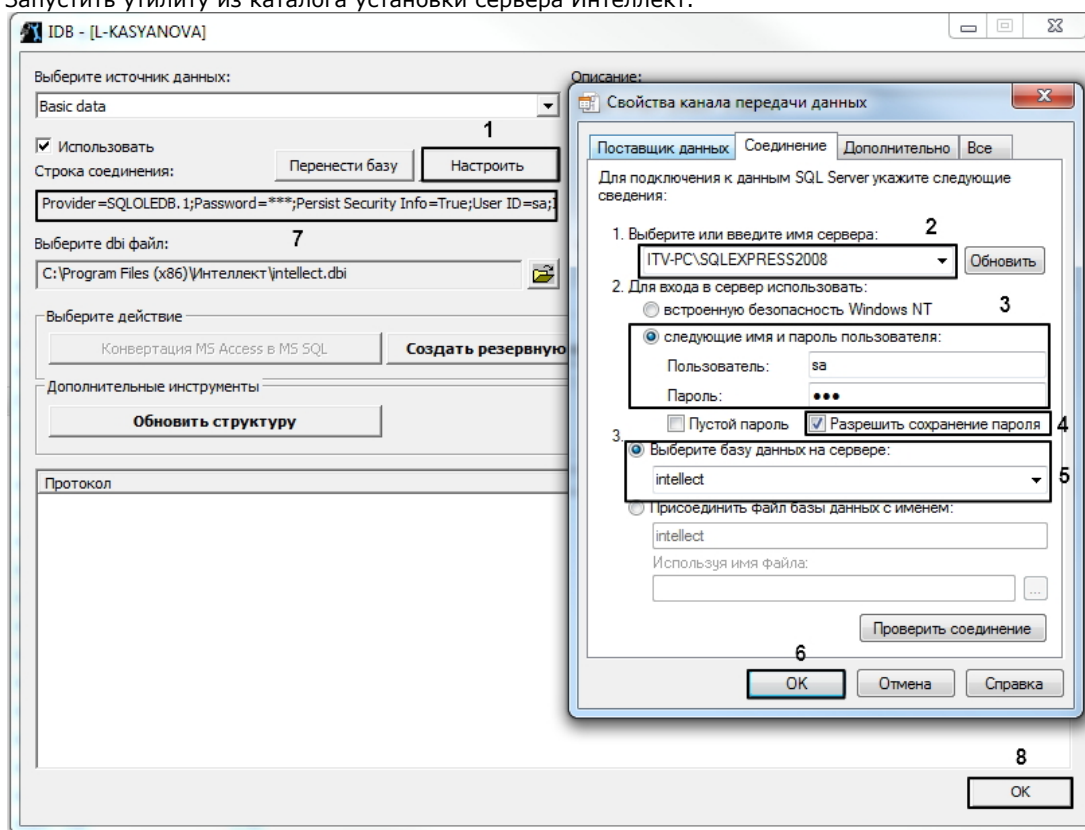 Запустить утилиту из каталога установки сервера Интеллект.
IDB - [L-KASYANOVA]
Выберите источник данных:
Описание:
Basic data
1
Использовать
Перенести базу
Настроить
Строка соединения:
Provider=SQLOLEDB.1;Password=***;Persist Security Info=True;User ID=sa;
7
Выберите dbi файл:
C:\Program Files (x86)\Интеллект\intellect.dbi
Выберите действие
Конвертация MS Access в MS SQL
Создать резервную
Дополнительные инструменты
Обновить структуру
Протокол
Свойства канала передачи данных
Поставщик данных
Соединение
Дополнительно
Все
Для подключения к данным SQL Server укажите следующие
сведения:
1. Выберите или введите имя сервера:
2
ITV-PC\SQLEXPRESS2008
Обновить
2. Для входа в сервер использовать:
встроенную безопасность Windows NT
3
следующие имя и пароль пользователя:
Пользователь:
sa
Пароль:
●●●
Пустой пароль
Разрешить сохранение пароля
4
3.
Выберите базу данных на сервере:
intellect
5
Присоединить файл базы данных с именем:
intellect
Используя имя файла:
...
Проверить соединение
6
OK
Отмена
Справка
8
OK